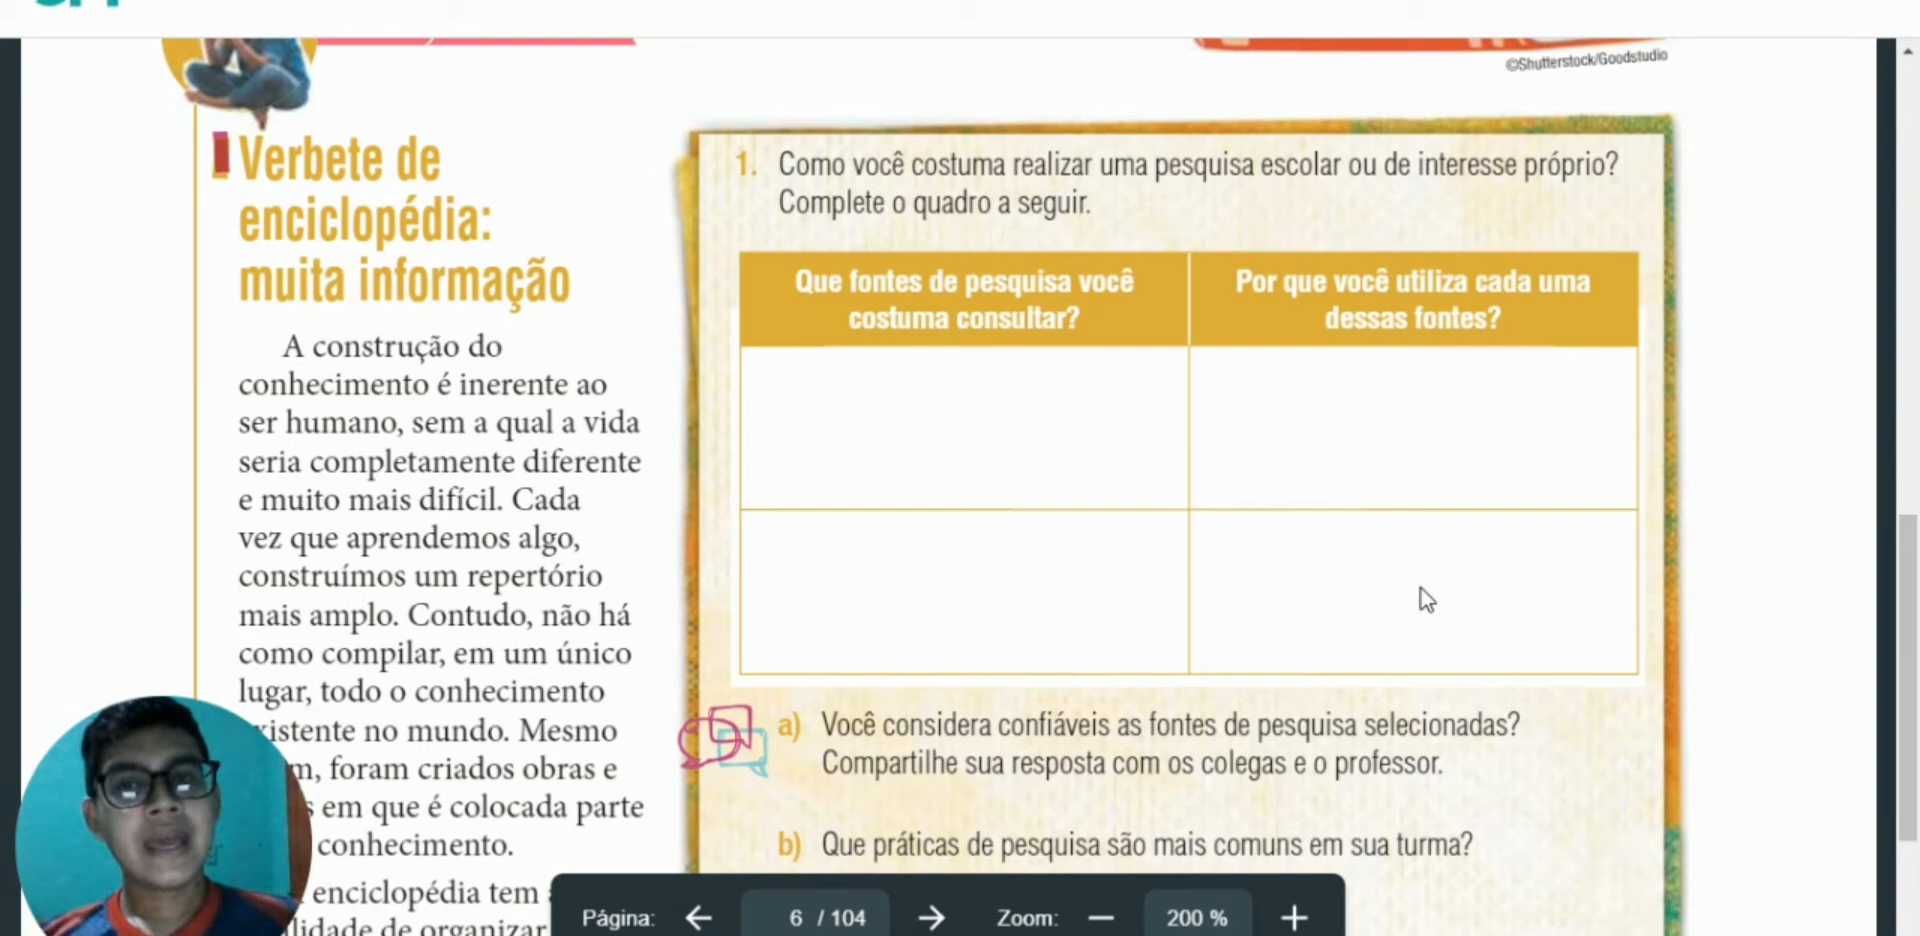 ©Shutterstock/Goodstudio
Verbete de
enciclopédia:
muita informação
A construção do
conhecimento é inerente ao
ser humano, sem a qual a vida
seria completamente diferente
e muito mais difícil. Cada
vez que aprendemos algo,
construímos um repertório
mais amplo. Contudo, não há
como compilar, em um único
lugar, todo o conhecimento
no mundo. Mesmo
foram criados obras e
em que é colocada parte
conhecimento.
enciclopédia tem
de organizar
1. Como você costuma realizar uma pesquisa escolar ou de interesse próprio?
Complete o quadro a seguir.
Que fontes de pesquisa você
costuma consultar?
Por que você utiliza cada uma
dessas fontes?
a) Você considera confiáveis as fontes de pesquisa selecionadas?
Compartilhe sua resposta com os colegas e o professor.
b) Que práticas de pesquisa são mais comuns em sua turma?
Página: 6 / 104 Zoom: 200 %